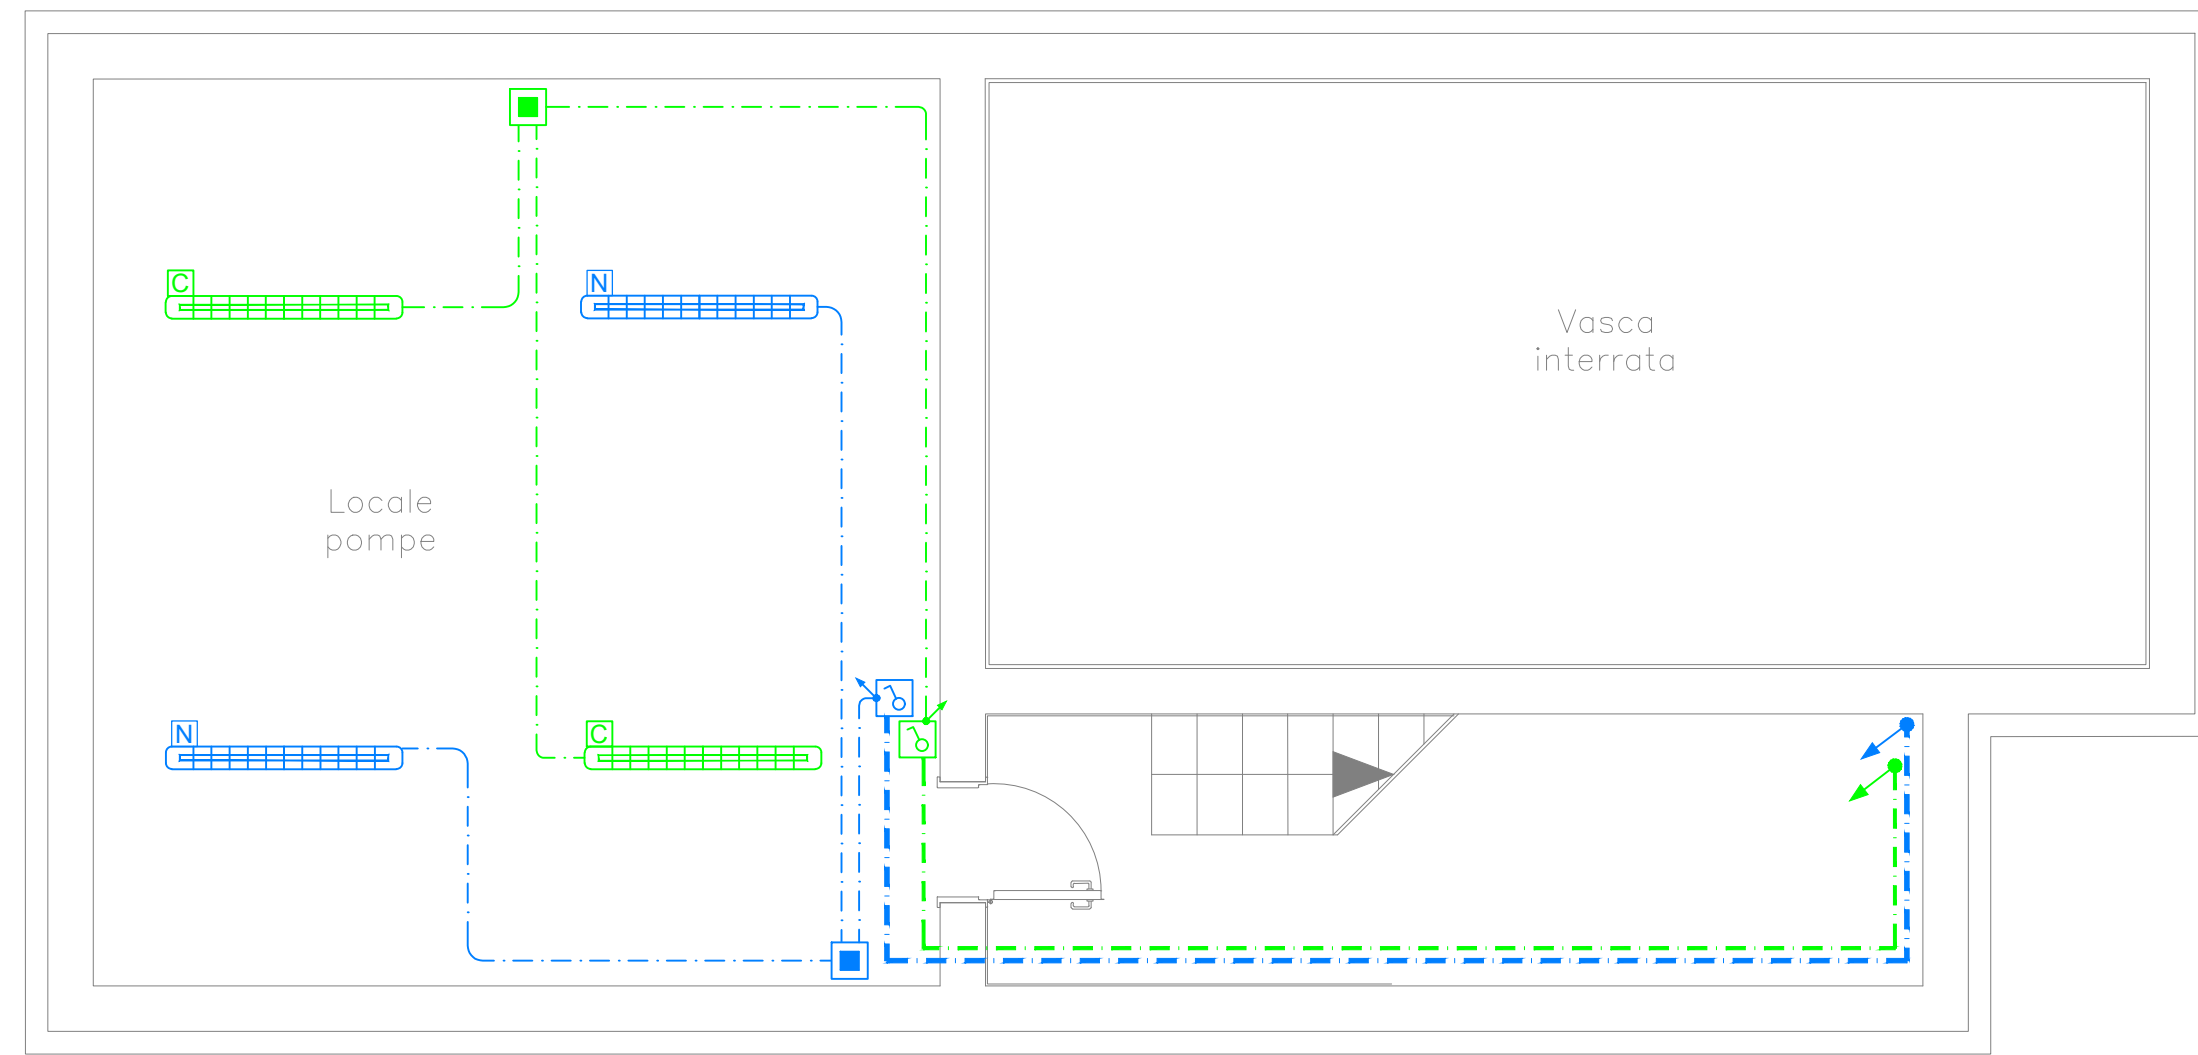 C
N
Vasca
interrata
Locale
pompe
N
C